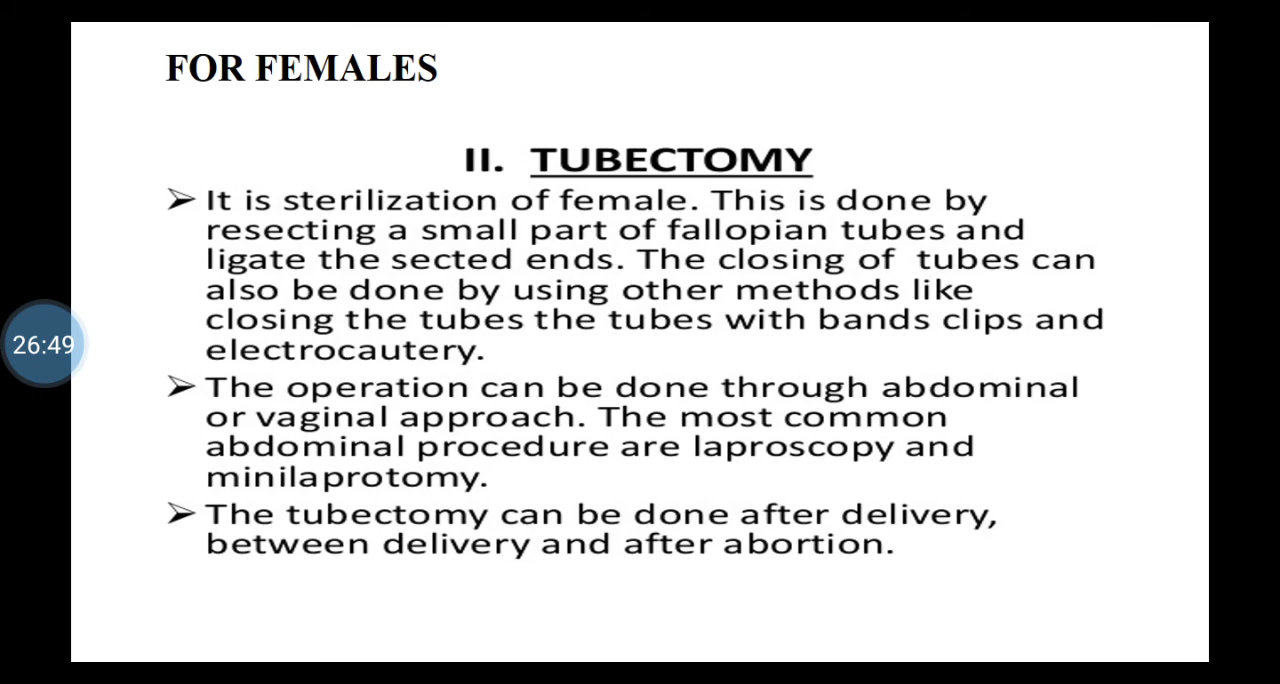 FOR FEMALES
II. TUBECTOMY
➢ It is sterilization of female. This is done by
resecting a small part of fallopian tubes and
ligate the sected ends. The closing of tubes can
also be done by using other methods like
closing the tubes the tubes with bands clips and
electrocautery.
➢ The operation can be done through abdominal
or vaginal approach. The most common
abdominal procedure are laproscopy and
minilaprotomy.
➢ The tubectomy can be done after delivery,
between delivery and after abortion.
26:49